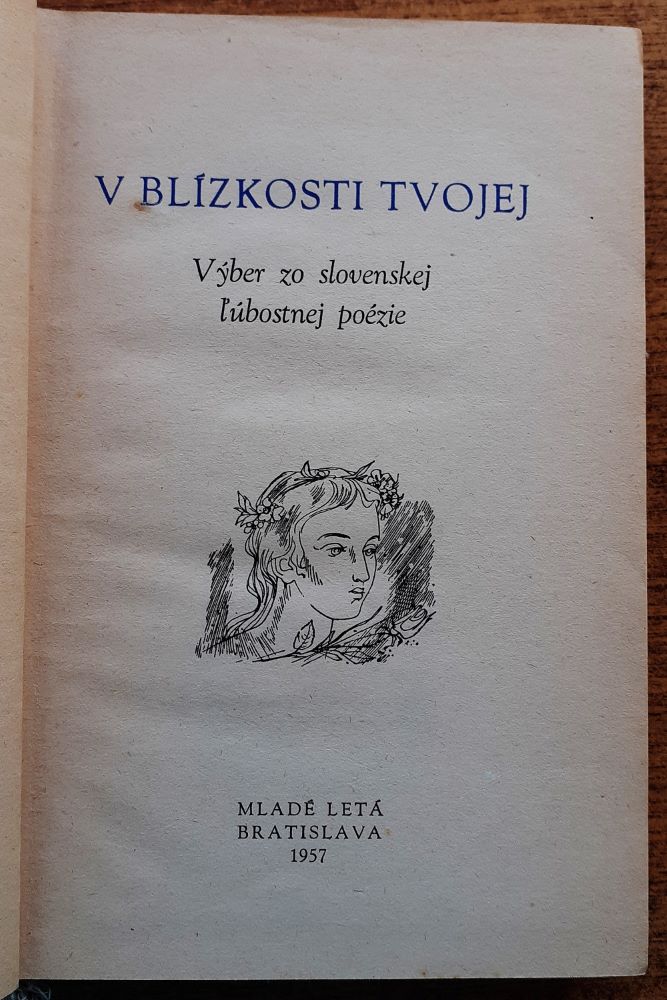 V BLÍZKOSTI TVOJEJ
Výber zo slovenskej
ľúbostnej poézie
MLADÉ LETÁ
BRATISLAVA
1957